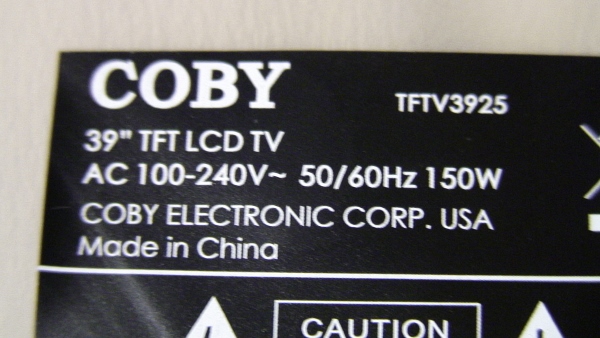 COBY TFTV3925
39" TFT LCD TV
AC 100-240V~ 50/60Hz 150W
COBY ELECTRONIC CORP. USA
Made in China
CAUTION